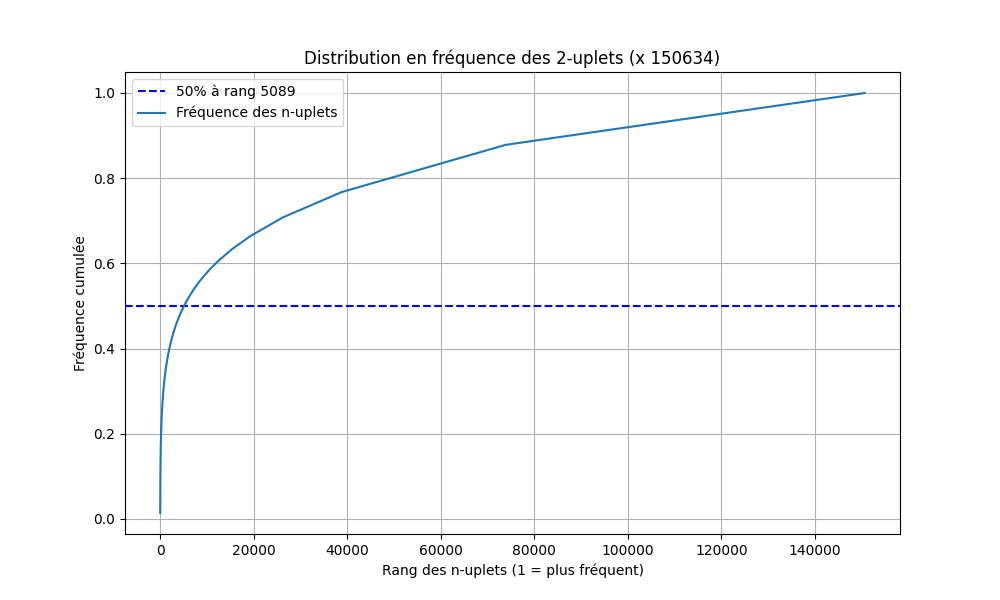 Distribution en fréquence des 2-uplets (x 150634)
50% à rang 5089
Fréquence des n-uplets
Fréquence cumulée
1.0
0.8
0.6
0.4
0.2
0.0
0 20000 40000 60000 80000 100000 120000 140000
Rang des n-uplets (1 = plus fréquent)